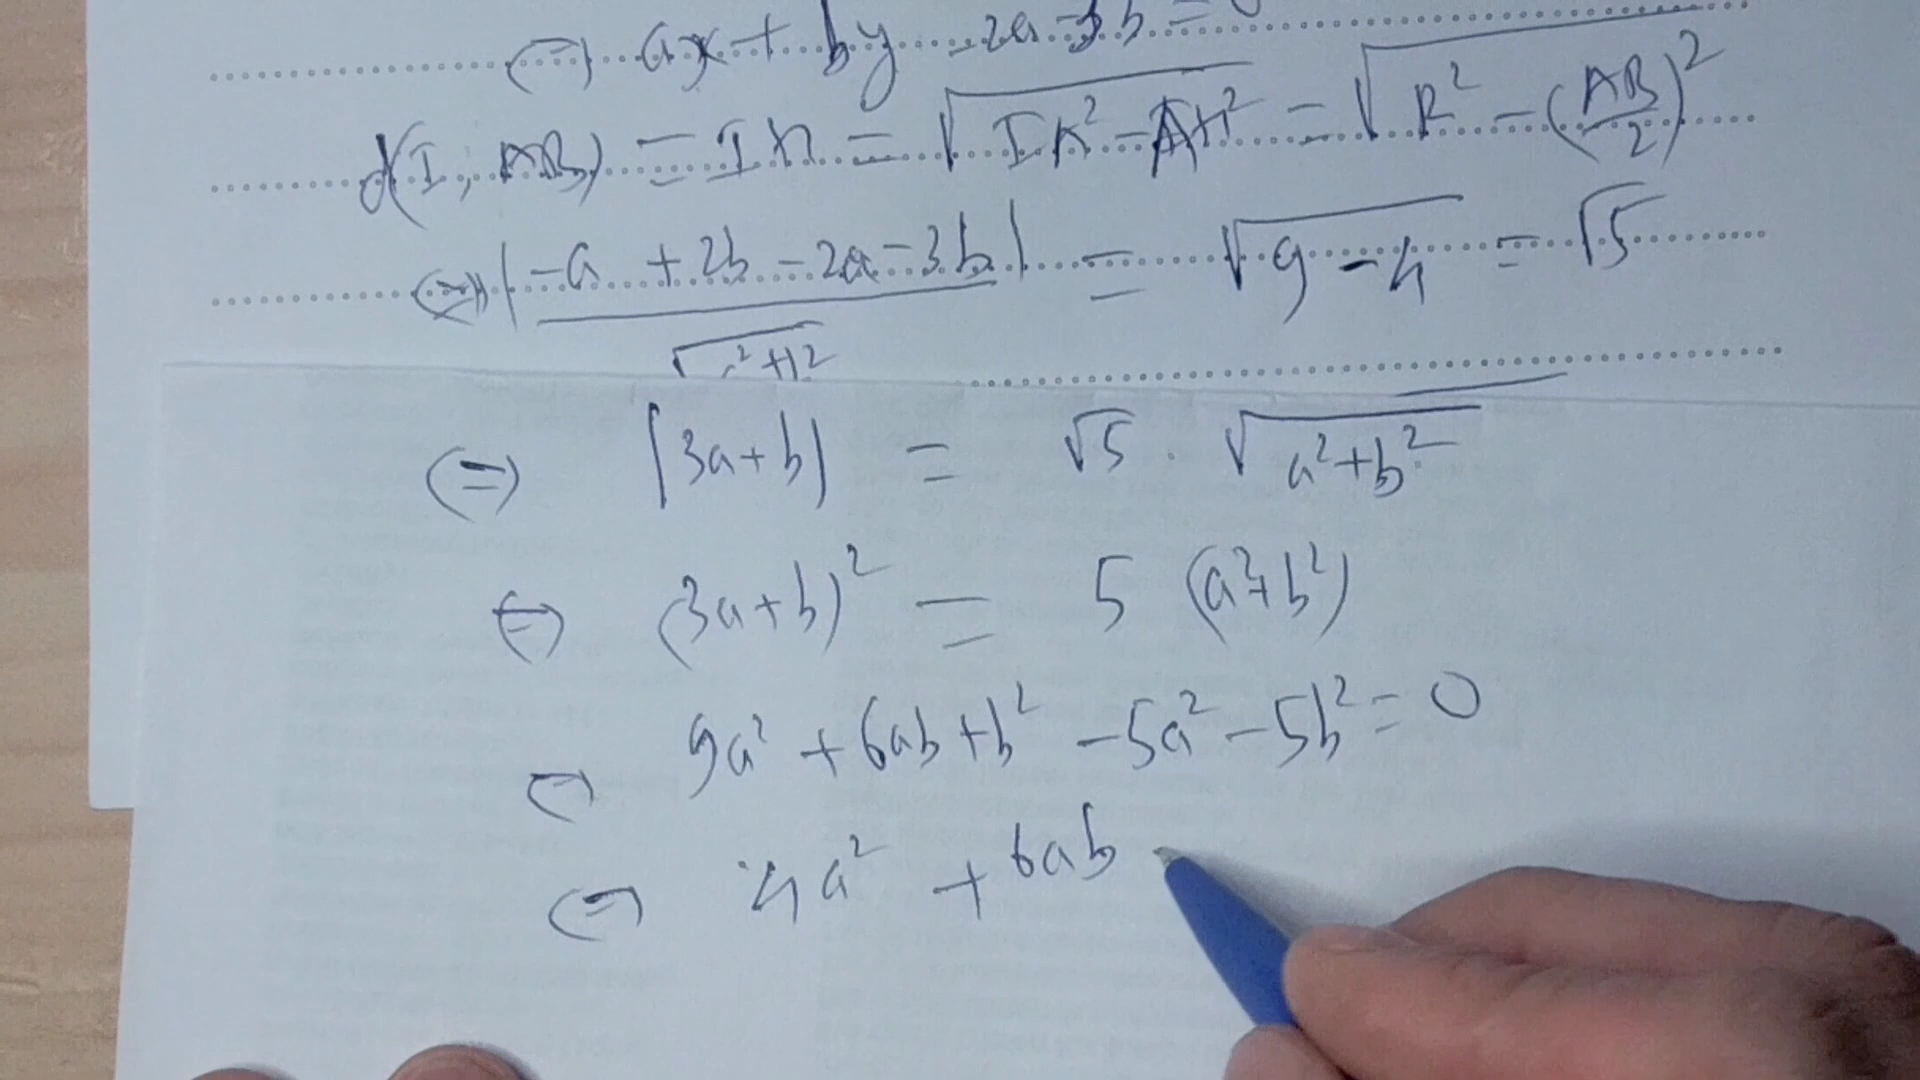 (=) ax + by - 2a - 3b = 0
d(I; AB) = IH = √(IA² - AH²) = √(R² - (AB/2)²)
(=) |-a + 2b - 2a - 3b| / √(a²+b²) = √(9 - 4) = √5
(=) |3a+b| = √5 . √(a²+b²)
(=) (3a+b)² = 5 (a²+b²)
(=) 9a² + 6ab + b² - 5a² - 5b² = 0
(=) 4a² + 6ab -